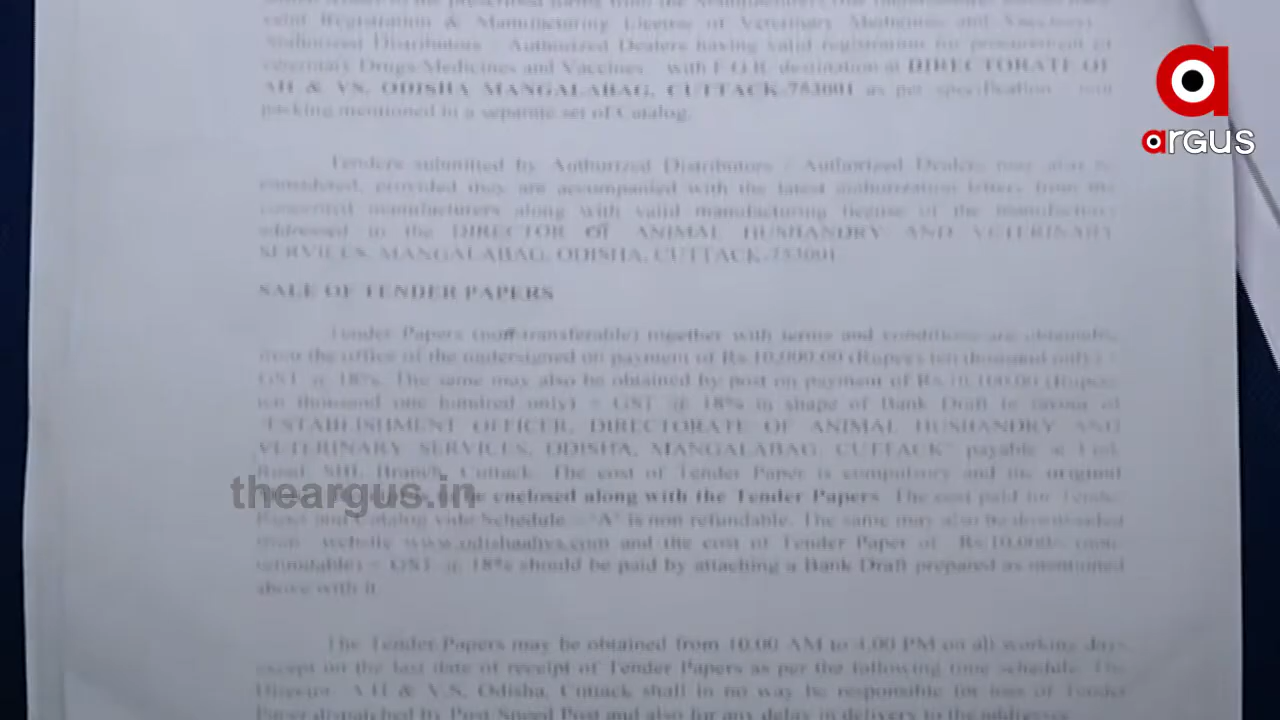 valid Registration & Manufacturing License of Veterinary Medicines and Vaccines
Authorized Distributors Authorized Dealers having valid registration for procurement of
veterinary Drugs Medicines and Vaccines with F.O.R. destination at DIRECTORATE OF
AH & VS, ODISHA MANGALABAG, CUTTACK-753001 as per specification
packing mentioned in a separate set of Catalog.
Tenders submitted by Authorized Distributors Authorized Dealers may also be
considered, provided they are accompanied with the latest authorization letters from the
concerned manufacturers along with valid manufacturing license of the manufacturer
addressed to the DIRECTOR OF ANIMAL HUSBANDRY AND VETERINARY
SERVICES, MANGALABAG, ODISHA, CUTTACK-753001
SALE OF TENDER PAPERS
Tender Papers (non-transferable) together with terms and conditions are obtainable
from the office of the undersigned on payment of Rs.10,000.00 (Rupees ten thousand only) +
GST @ 18%. The same may also be obtained by post on payment of Rs.10,100.00 (Rupees
ten thousand one hundred only) + GST @ 18% in shape of Bank Draft in favour of
"ESTABLISHMENT OFFICER, DIRECTORATE OF ANIMAL HUSBANDRY AND
VETERINARY SERVICES, ODISHA, MANGALABAG, CUTTACK" payable at
Road, SBI, Branch, Cuttack. The cost of Tender Paper is compulsory and the original
be enclosed along with the Tender Papers. The cost paid for Tender
Paper and Catalog vide Schedule - "A" is non refundable. The same may also be downloaded
from website www.odishaahvs.com and the cost of Tender Paper of Rs.10,000/- (non
refundable) + GST @ 18% should be paid by attaching a Bank Draft prepared as mentioned
above with it.
The Tender Papers may be obtained from 10.00 AM to 4.00 PM on all working days
except on the last date of receipt of Tender Papers as per the following time schedule. The
Director, A.H & V.S, Odisha, Cuttack shall in no way be responsible for loss of Tender
Paper dispatched by Post/Speed Post and also for any delay in delivery to the addressee.
argus
theargus.in